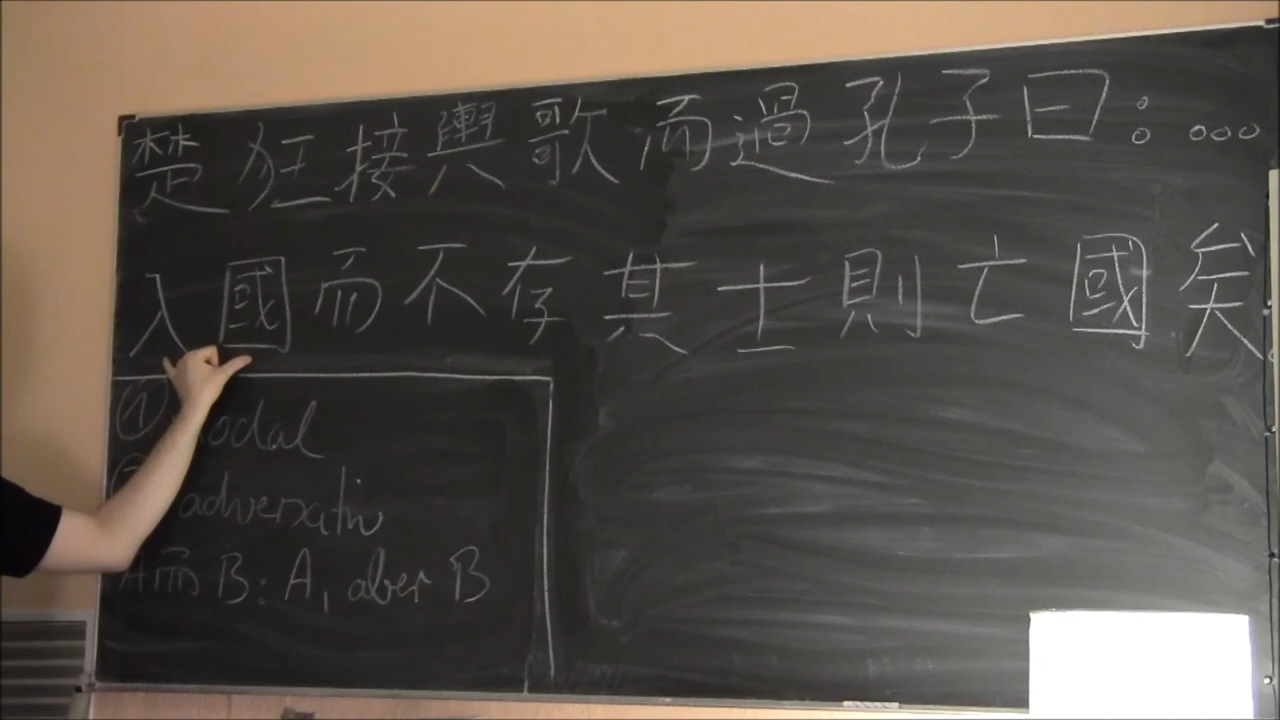 楚狂接輿歌而過孔子曰:...
入國而不存其士則亡國矣
① modal
② adversativ
A而B: A, aber B